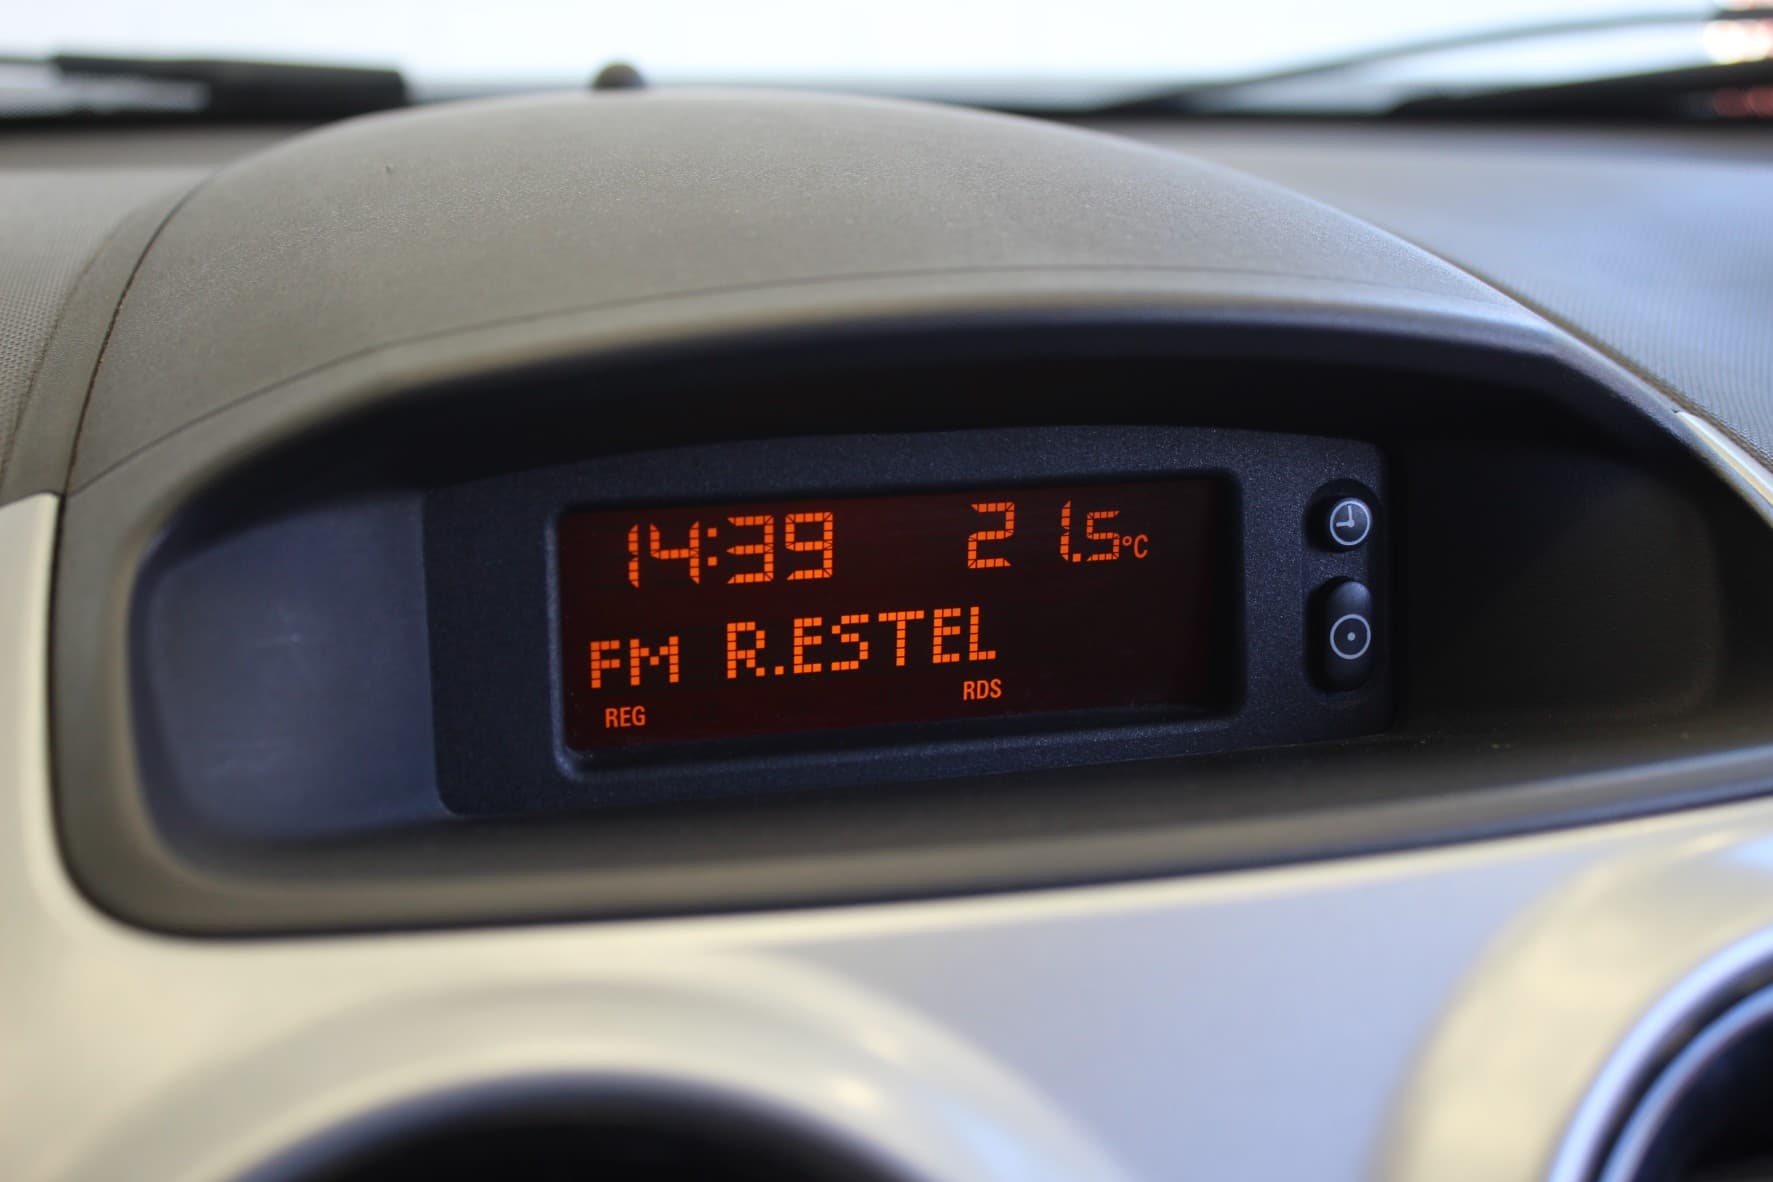 14:39 21.5°C
FM R.ESTEL
REG RDS